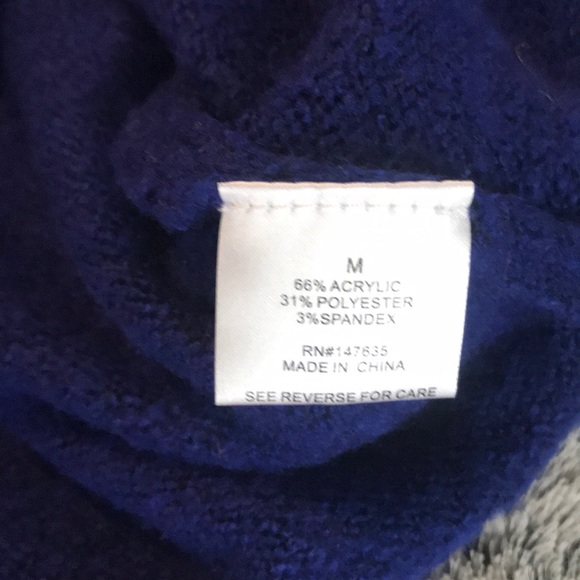 M
66% ACRYLIC
31% POLYESTER
3%SPANDEX
RN#147635
MADE IN CHINA
SEE REVERSE FOR CARE